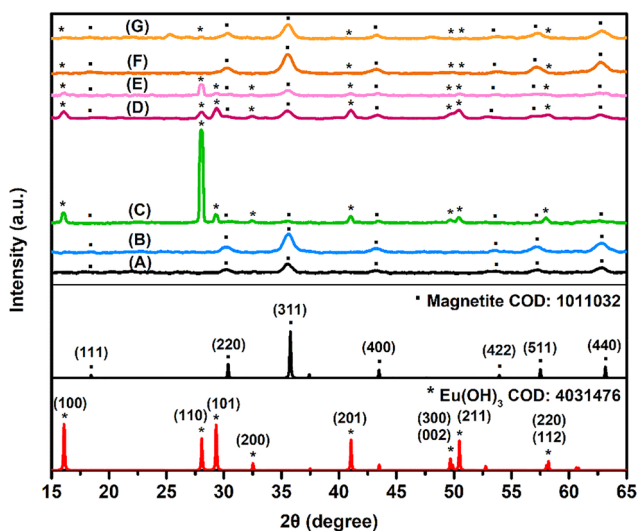 (G)
* · * · * · * * · * ·
(F)
* · * · * · * * · · * ·
(E)
* · * * · * · * · * * · · * ·
(D)
* · * * · * · * · * * · · * ·
(C)
* · * * · * · * · * * · · * ·
(B)
(A)
Intensity (a.u.)
▪ Magnetite COD: 1011032
(311)
(111)
(220)
(400)
(422)
(511)
(440)
* Eu(OH)3 COD: 4031476
(100)
(110)
(101)
(200)
(201)
(300)
(002)
(211)
(220)
(112)
15 20 25 30 35 40 45 50 55 60 65
2θ (degree)